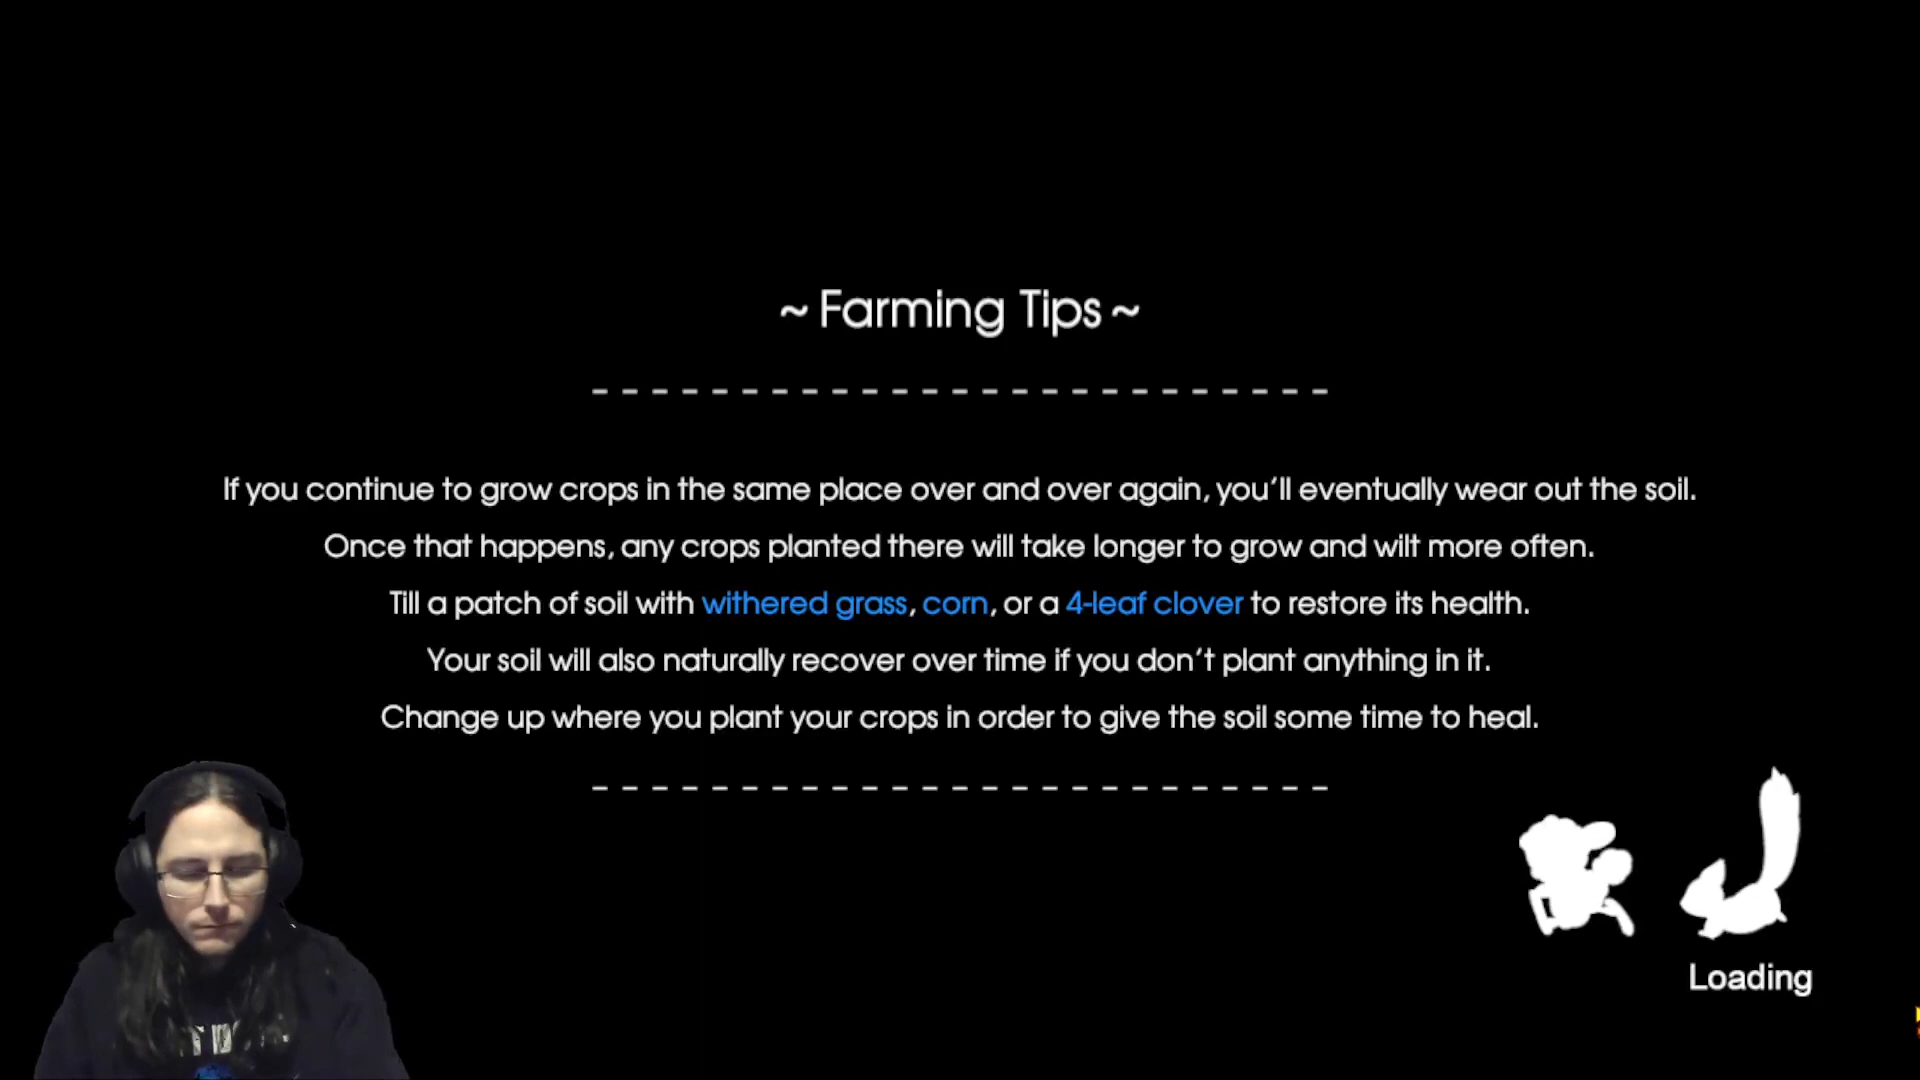 ~ Farming Tips ~
If you continue to grow crops in the same place over and over again, you'll eventually wear out the soil.
Once that happens, any crops planted there will take longer to grow and wilt more often.
Till a patch of soil with withered grass, corn, or a 4-leaf clover to restore its health.
Your soil will also naturally recover over time if you don't plant anything in it.
Change up where you plant your crops in order to give the soil some time to heal.
Loading